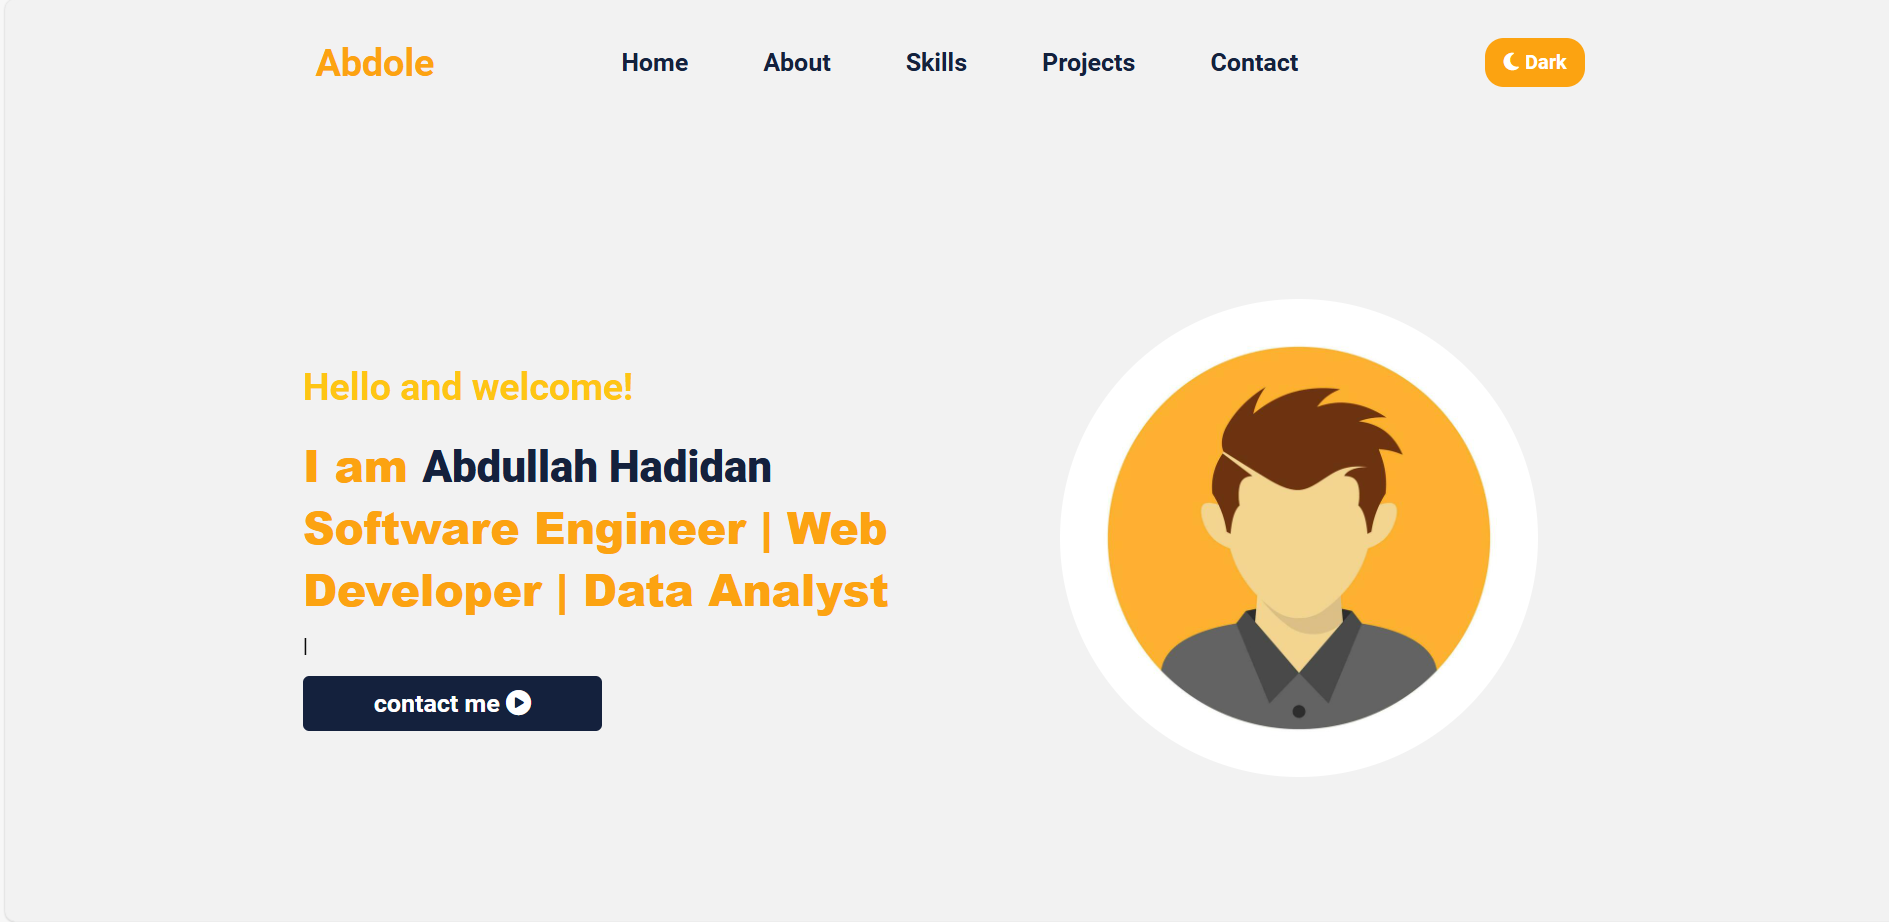 Abdole
Home
About
Skills
Projects
Contact
Dark
Hello and welcome!
I am Abdullah Hadidan
Software Engineer | Web
Developer | Data Analyst
|
contact me